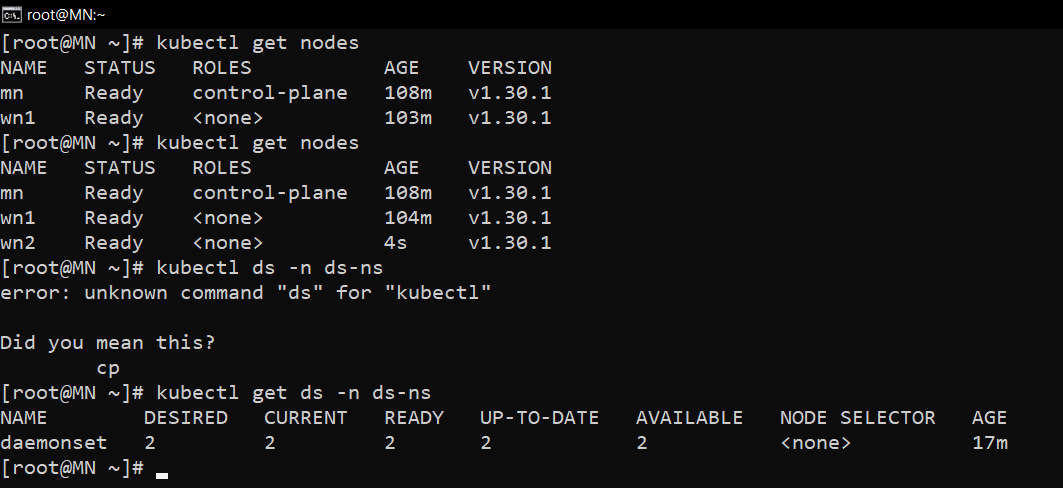 root@MN:~
[root@MN ~]# kubectl get nodes
NAME   STATUS   ROLES           AGE    VERSION
mn     Ready    control-plane   108m   v1.30.1
wn1    Ready    <none>          103m   v1.30.1
[root@MN ~]# kubectl get nodes
NAME   STATUS   ROLES           AGE    VERSION
mn     Ready    control-plane   108m   v1.30.1
wn1    Ready    <none>          104m   v1.30.1
wn2    Ready    <none>          4s     v1.30.1
[root@MN ~]# kubectl ds -n ds-ns
error: unknown command "ds" for "kubectl"
Did you mean this?
        cp
[root@MN ~]# kubectl get ds -n ds-ns
NAME        DESIRED   CURRENT   READY   UP-TO-DATE   AVAILABLE   NODE SELECTOR   AGE
daemonset   2         2         2       2            2           <none>          17m
[root@MN ~]#